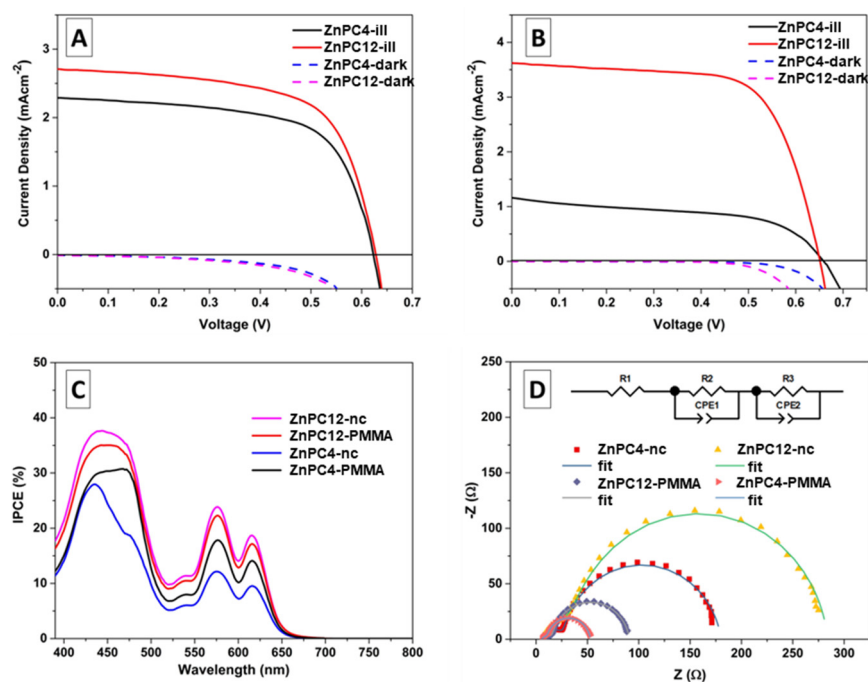 A
ZnPC4-ill
ZnPC12-ill
ZnPC4-dark
ZnPC12-dark
3
2
1
0
Current Density (mAcm-2)
0.0 0.1 0.2 0.3 0.4 0.5 0.6 0.7
Voltage (V)
B
ZnPC4-ill
ZnPC12-ill
ZnPC4-dark
ZnPC12-dark
4
3
2
1
0
Current Density (mAcm-2)
0.0 0.1 0.2 0.3 0.4 0.5 0.6 0.7
Voltage (V)
C
ZnPC12-nc
ZnPC12-PMMA
ZnPC4-nc
ZnPC4-PMMA
50
40
30
20
10
0
IPCE (%)
400 450 500 550 600 650 700 750 800
Wavelength (nm)
D
R1
R2
R3
CPE1
CPE2
ZnPC4-nc
fit
ZnPC12-nc
fit
ZnPC12-PMMA
fit
ZnPC4-PMMA
fit
-250
-200
-150
-100
-50
0
-Z (Ω)
0 50 100 150 200 250 300
Z (Ω)